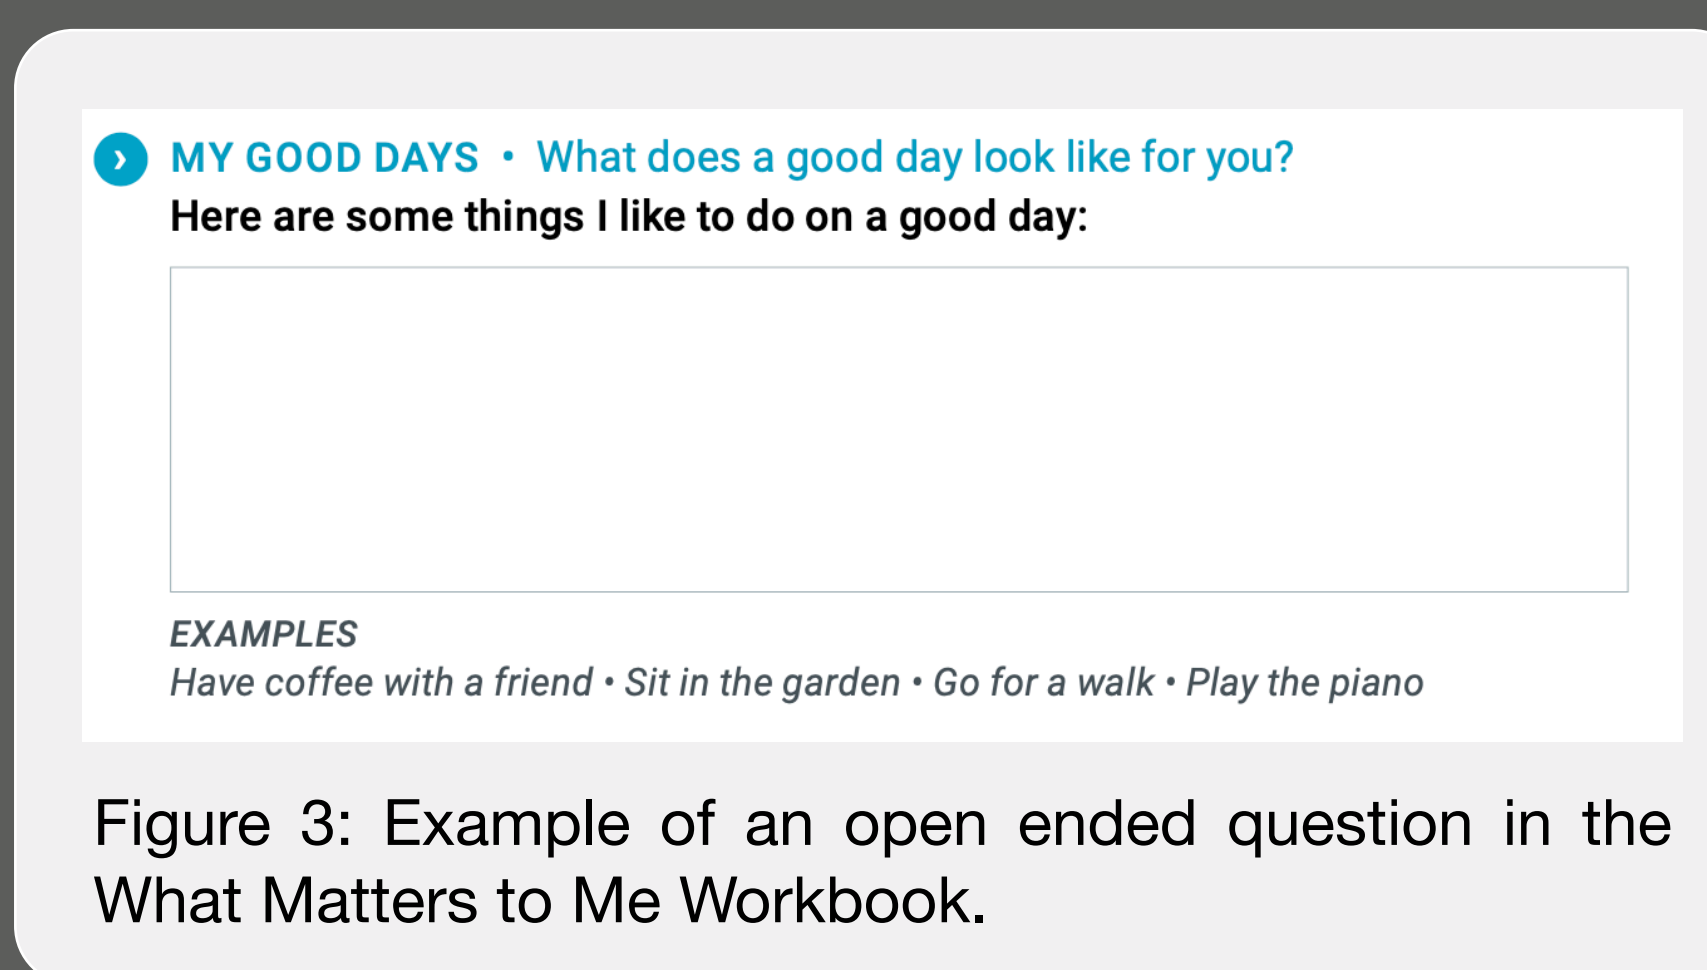 MY GOOD DAYS • What does a good day look like for you?
Here are some things I like to do on a good day:
EXAMPLES
Have coffee with a friend • Sit in the garden • Go for a walk • Play the piano
Figure 3: Example of an open ended question in the
What Matters to Me Workbook.